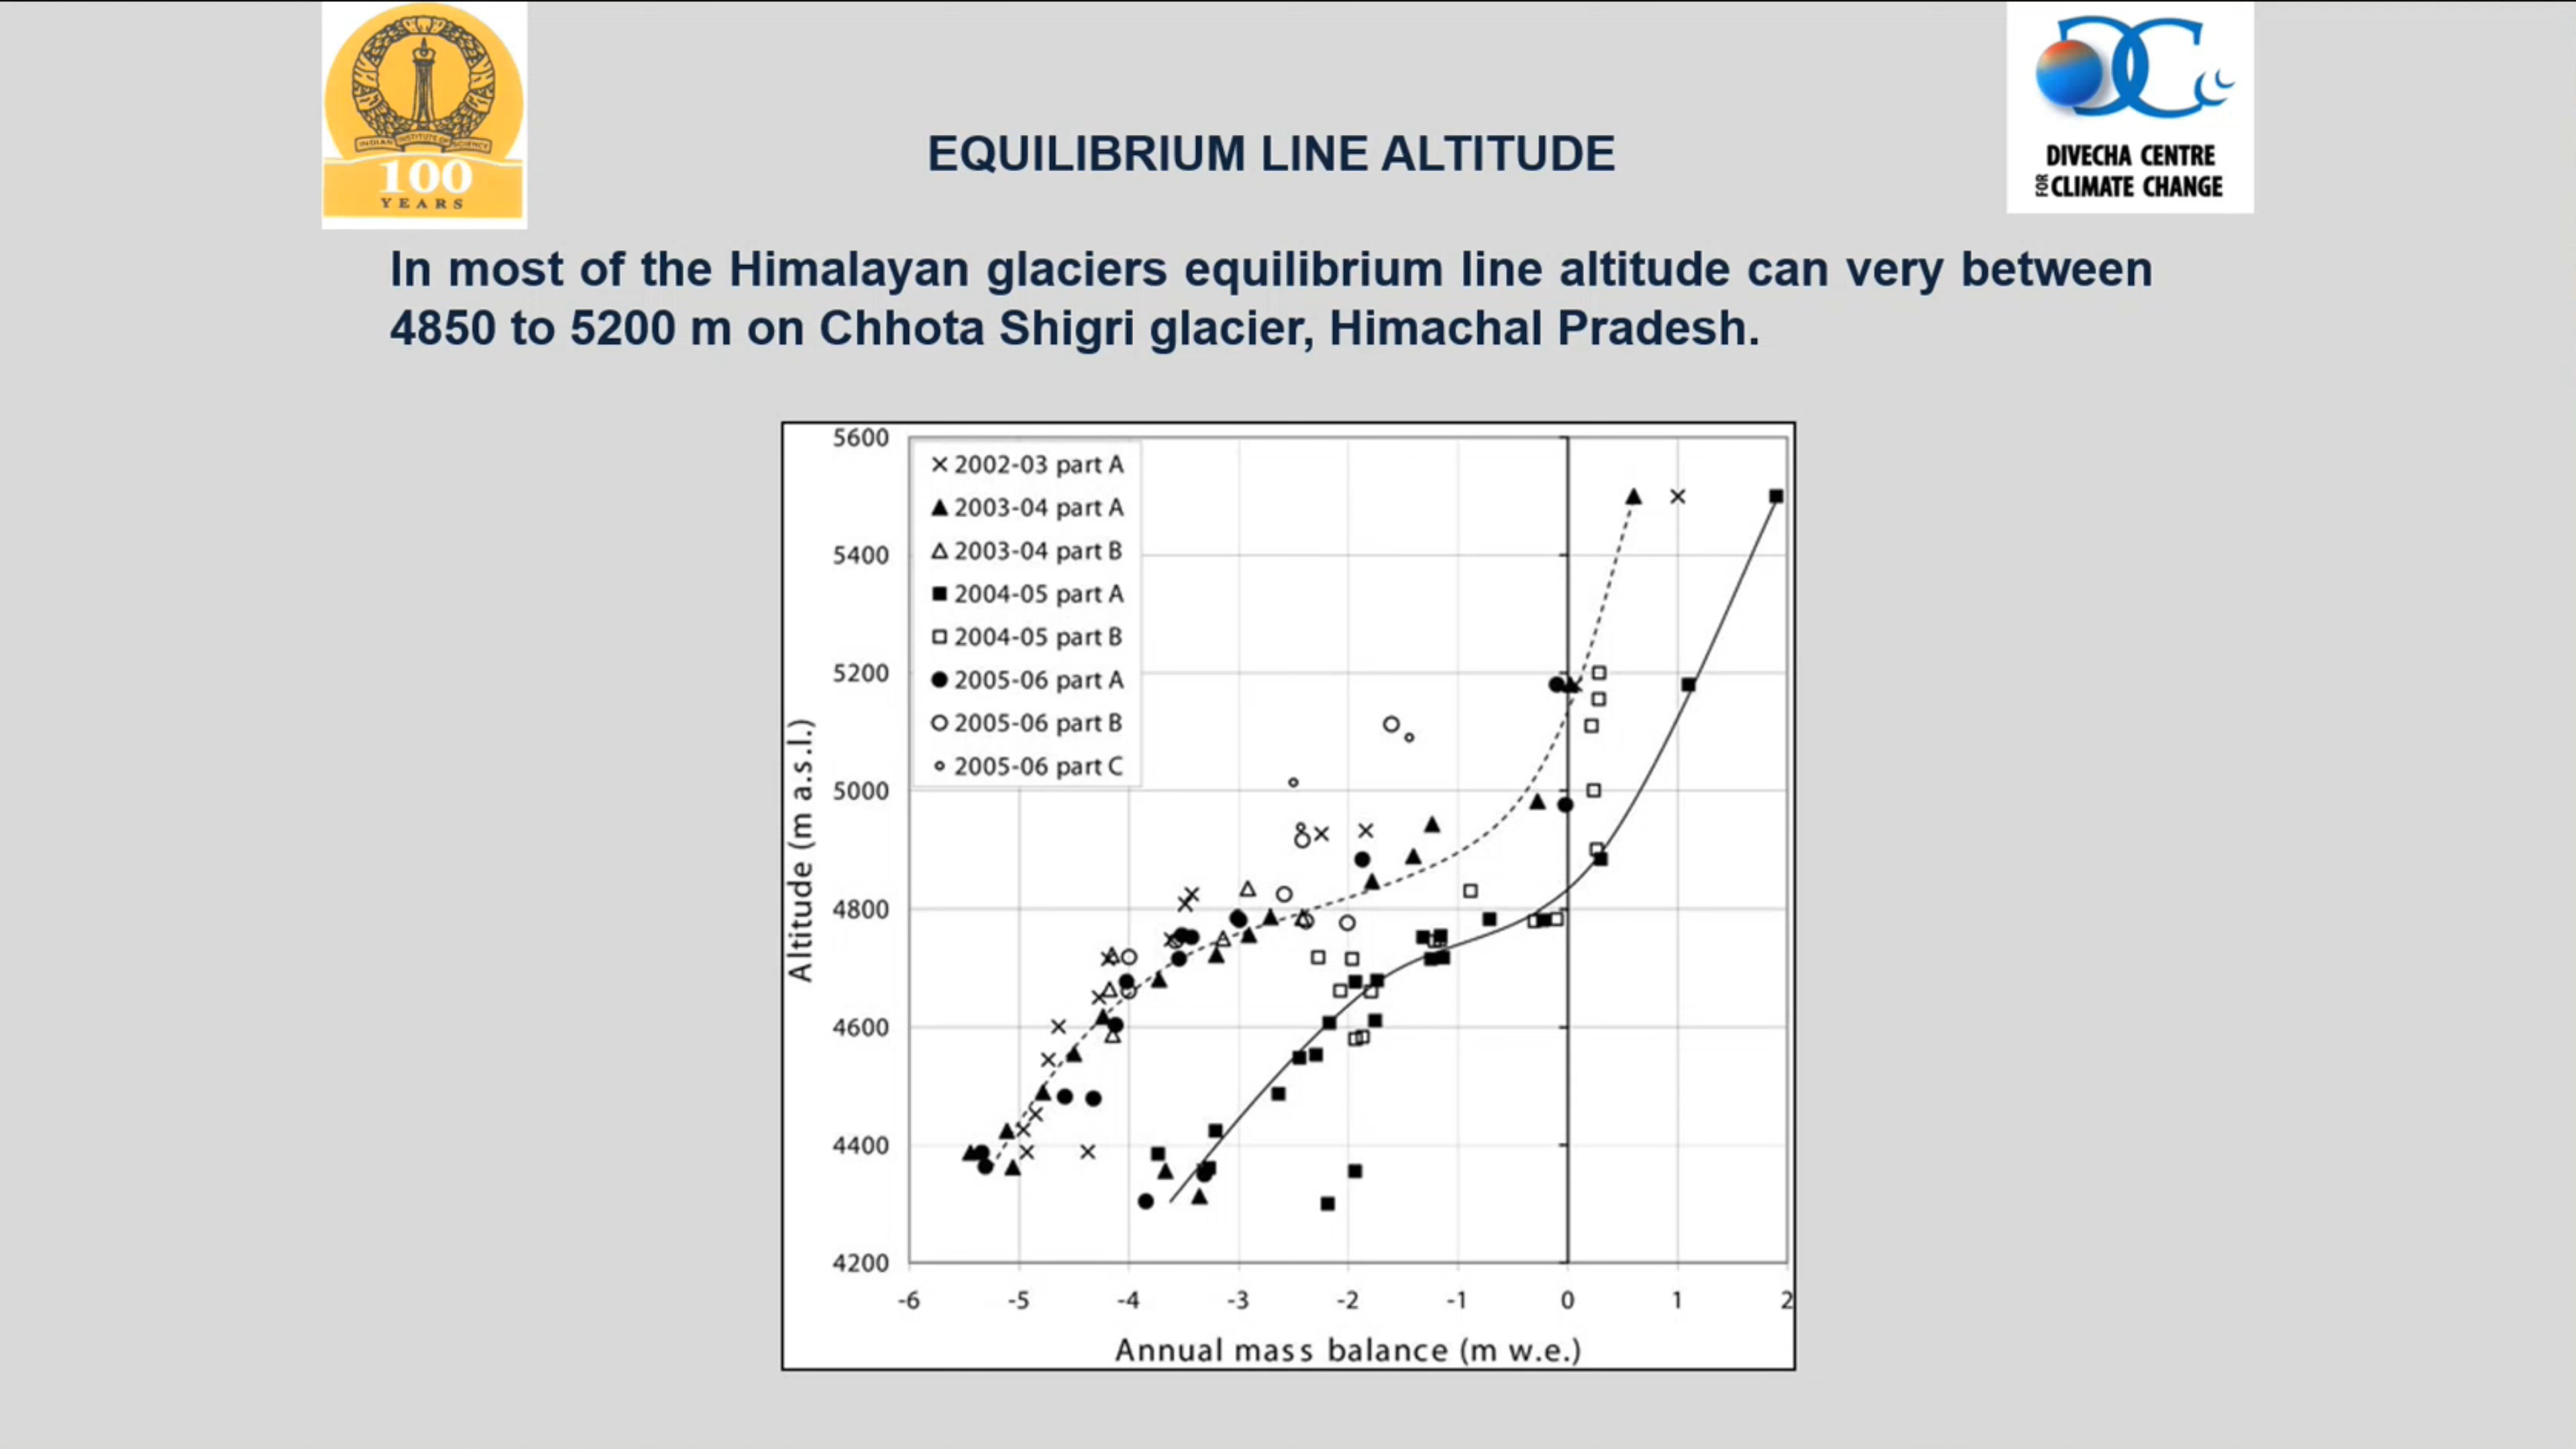 INDIAN INSTITUTE OF SCIENCE
100
YEARS
DIVECHA CENTRE
FOR CLIMATE CHANGE
EQUILIBRIUM LINE ALTITUDE
In most of the Himalayan glaciers equilibrium line altitude can very between
4850 to 5200 m on Chhota Shigri glacier, Himachal Pradesh.
2002-03 part A
2003-04 part A
2003-04 part B
2004-05 part A
2004-05 part B
2005-06 part A
2005-06 part B
2005-06 part C
Altitude (m a.s.l.)
5600
5400
5200
5000
4800
4600
4400
4200
-6 -5 -4 -3 -2 -1 0 1 2
Annual mass balance (m w.e.)